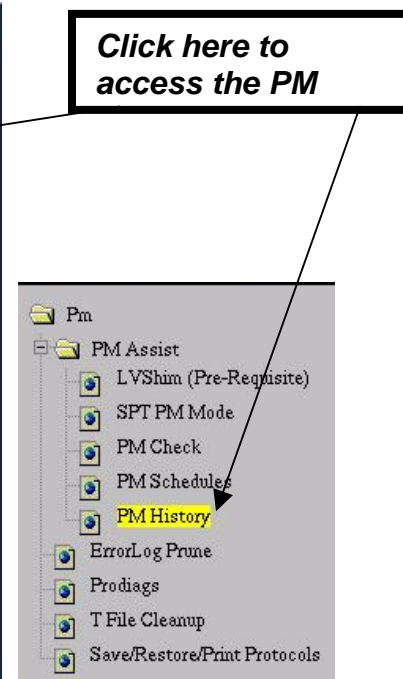 Click here to
access the PM
Pm
PM Assist
LVShim (Pre-Requisite)
SPT PM Mode
PM Check
PM Schedules
PM History
ErrorLog Prune
Prodiags
T File Cleanup
Save/Restore/Print Protocols